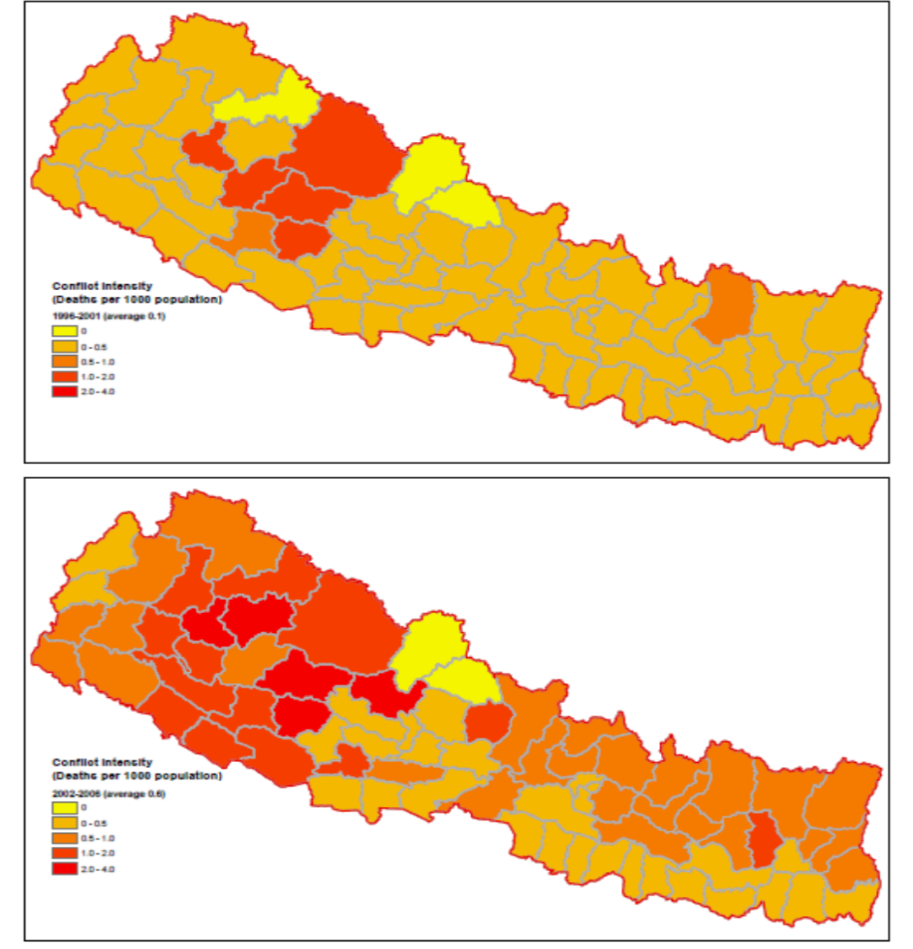 Conflict Intensity
(Deaths per 1000 population)
1996-2001 (average 0.1)
0
0 - 0.5
0.5 - 1.0
1.0 - 2.0
2.0 - 4.0
Conflict Intensity
(Deaths per 1000 population)
2002-2006 (average 0.6)
0
0 - 0.5
0.5 - 1.0
1.0 - 2.0
2.0 - 4.0